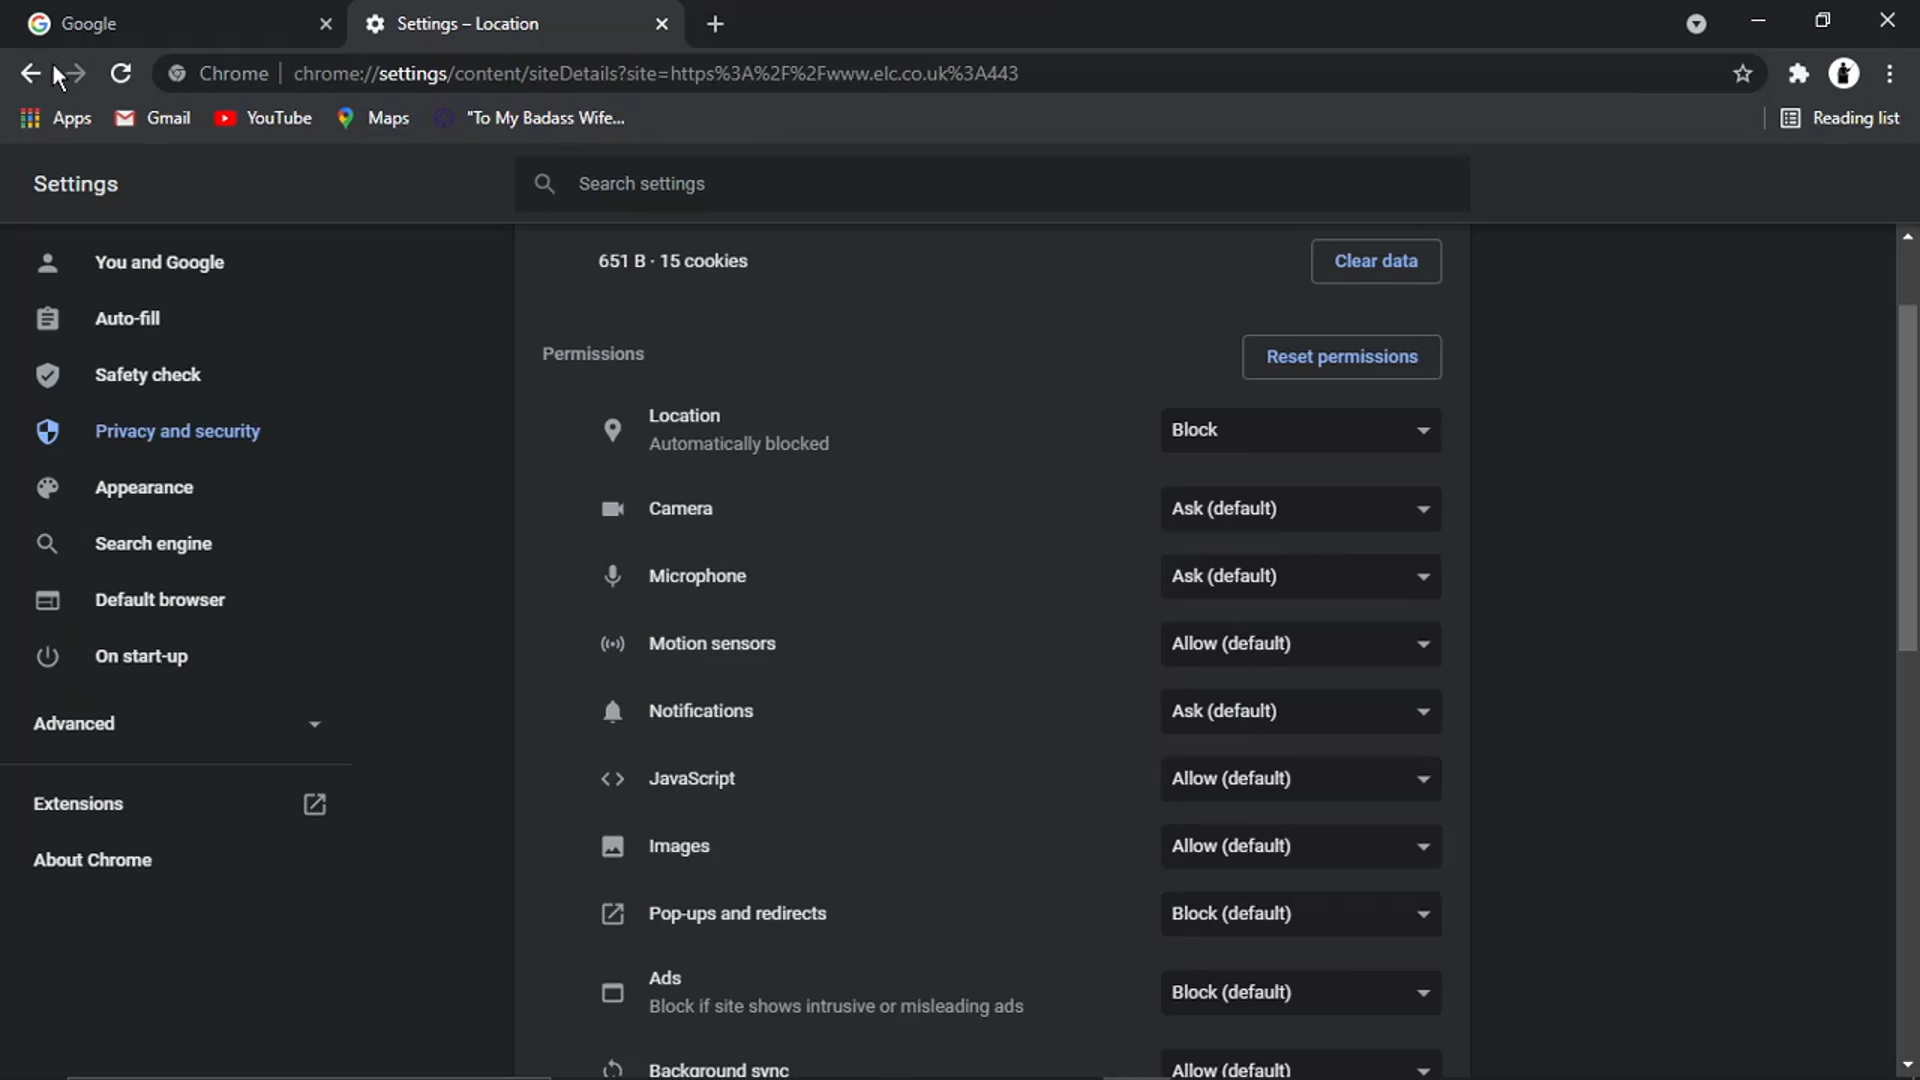 Google
Settings – Location
Chrome
chrome://settings/content/siteDetails?site=https%3A%2F%2Fwww.elc.co.uk%3A443
Apps
Gmail
YouTube
Maps
"To My Badass Wife...
Reading list
Settings
Search settings
You and Google
Auto-fill
Safety check
Privacy and security
Appearance
Search engine
Default browser
On start-up
Advanced
Extensions
About Chrome
651 B · 15 cookies
Clear data
Permissions
Reset permissions
Location
Automatically blocked
Block
Camera
Ask (default)
Microphone
Ask (default)
Motion sensors
Allow (default)
Notifications
Ask (default)
JavaScript
Allow (default)
Images
Allow (default)
Pop-ups and redirects
Block (default)
Ads
Block if site shows intrusive or misleading ads
Block (default)
Background sync
Allow (default)